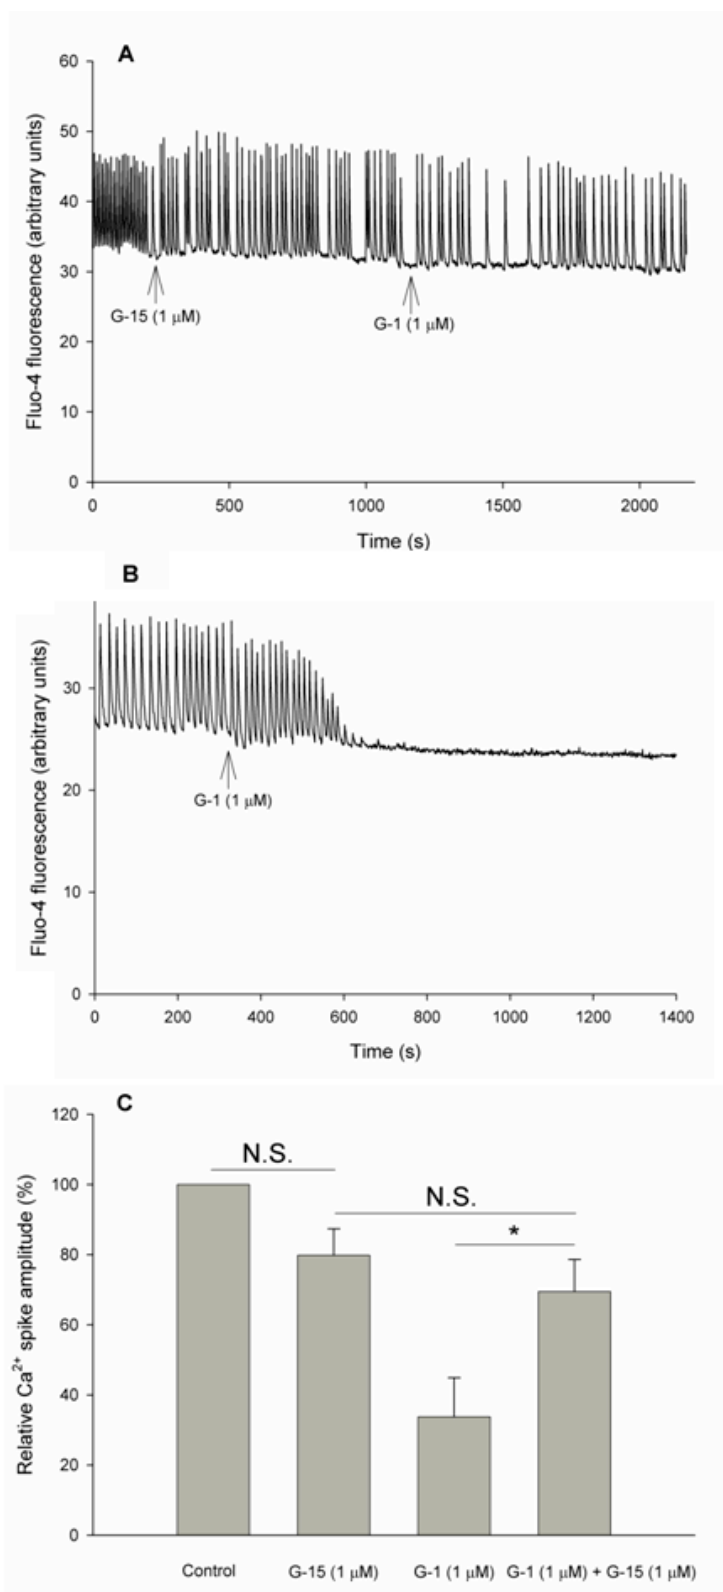 A
Fluo-4 fluorescence (arbitrary units)
60
50
40
30
20
10
0
G-15 (1 μM)
G-1 (1 μM)
0 500 1000 1500 2000
Time (s)
B
Fluo-4 fluorescence (arbitrary units)
30
20
10
0
G-1 (1 μM)
0 200 400 600 800 1000 1200 1400
Time (s)
C
Relative Ca²⁺ spike amplitude (%)
120
100
80
60
40
20
0
N.S.
N.S.
*
Control G-15 (1 μM) G-1 (1 μM) G-1 (1 μM) + G-15 (1 μM)